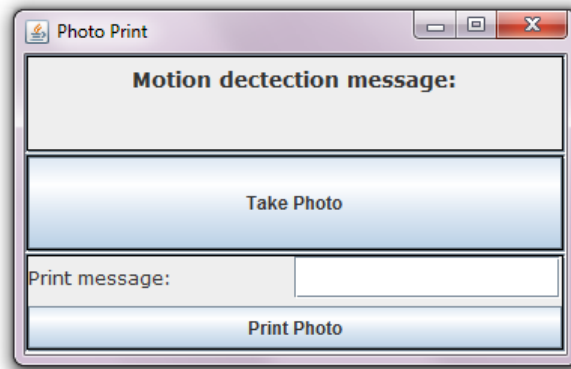 Photo Print
Motion dectection message:
Take Photo
Print message:
Print Photo